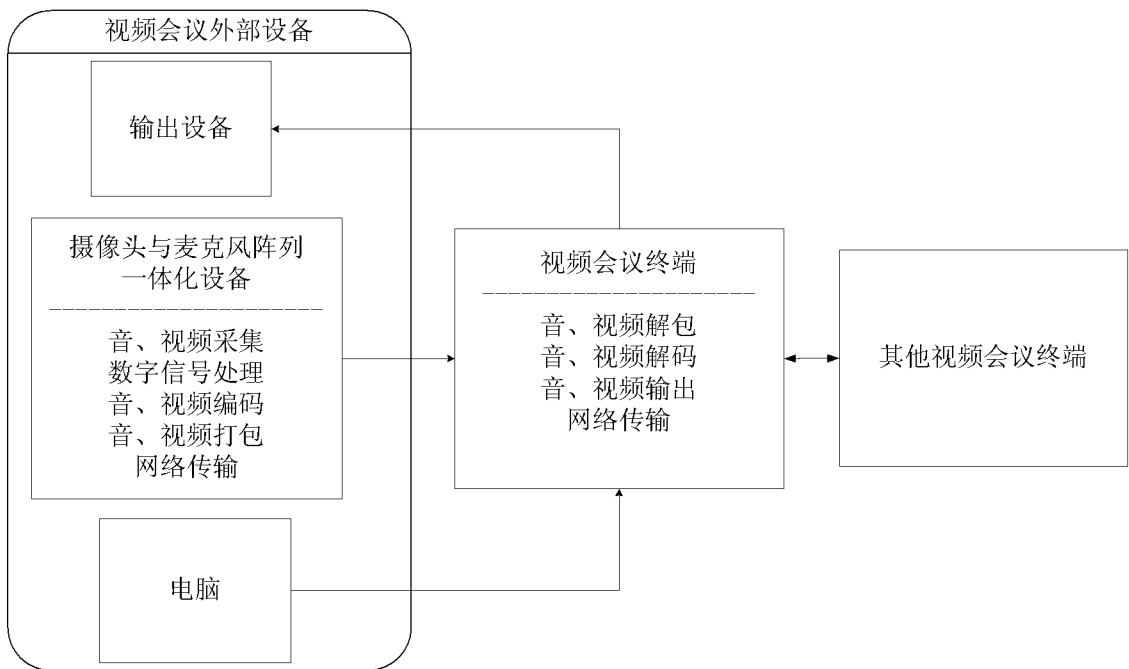 视频会议外部设备
输出设备
摄像头与麦克风阵列
一体化设备
音、视频采集
数字信号处理
音、视频编码
音、视频打包
网络传输
电脑
视频会议终端
音、视频解包
音、视频解码
音、视频输出
网络传输
其他视频会议终端